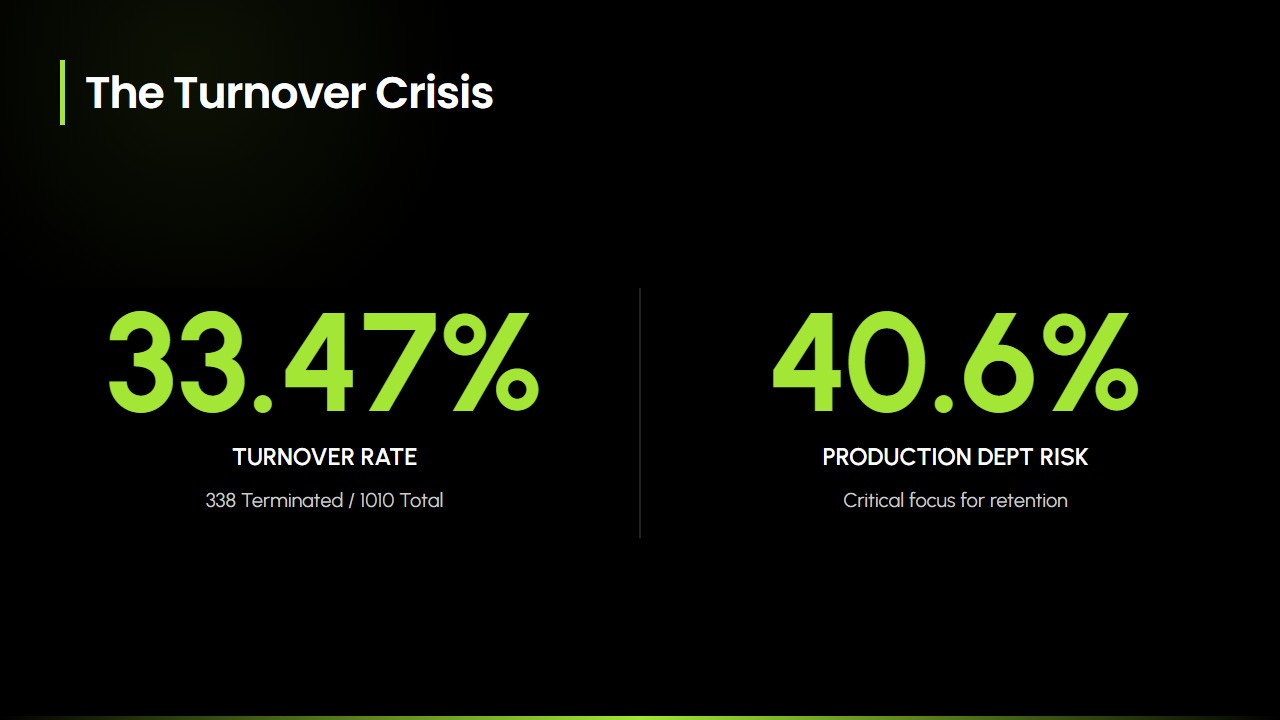 The Turnover Crisis
33.47%
TURNOVER RATE
338 Terminated / 1010 Total
40.6%
PRODUCTION DEPT RISK
Critical focus for retention